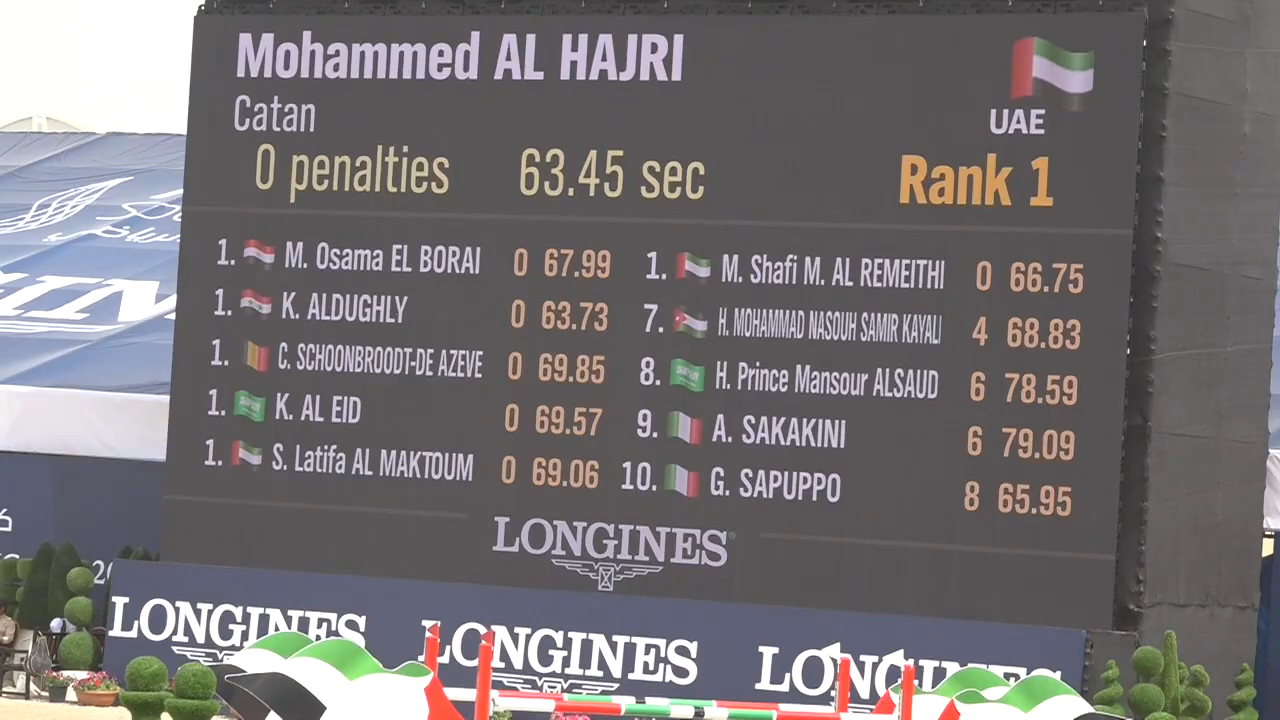 Mohammed AL HAJRI
Catan
UAE
0 penalties 63.45 sec Rank 1
1. M. Osama EL BORAI 0 67.99
1. K. ALDUGHLY 0 63.73
1. C. SCHOONBROODT-DE AZEVE 0 69.85
1. K. AL EID 0 69.57
1. S. Latifa AL MAKTOUM 0 69.06
1. M. Shafi M. AL REMEITHI 0 66.75
7. H. MOHAMMAD NASOUH SAMIR KAYALI 4 68.83
8. H. Prince Mansour ALSAUD 6 78.59
9. A. SAKAKINI 6 79.09
10. G. SAPUPPO 8 65.95
LONGINES
LONGINES LONGINES LONGINES